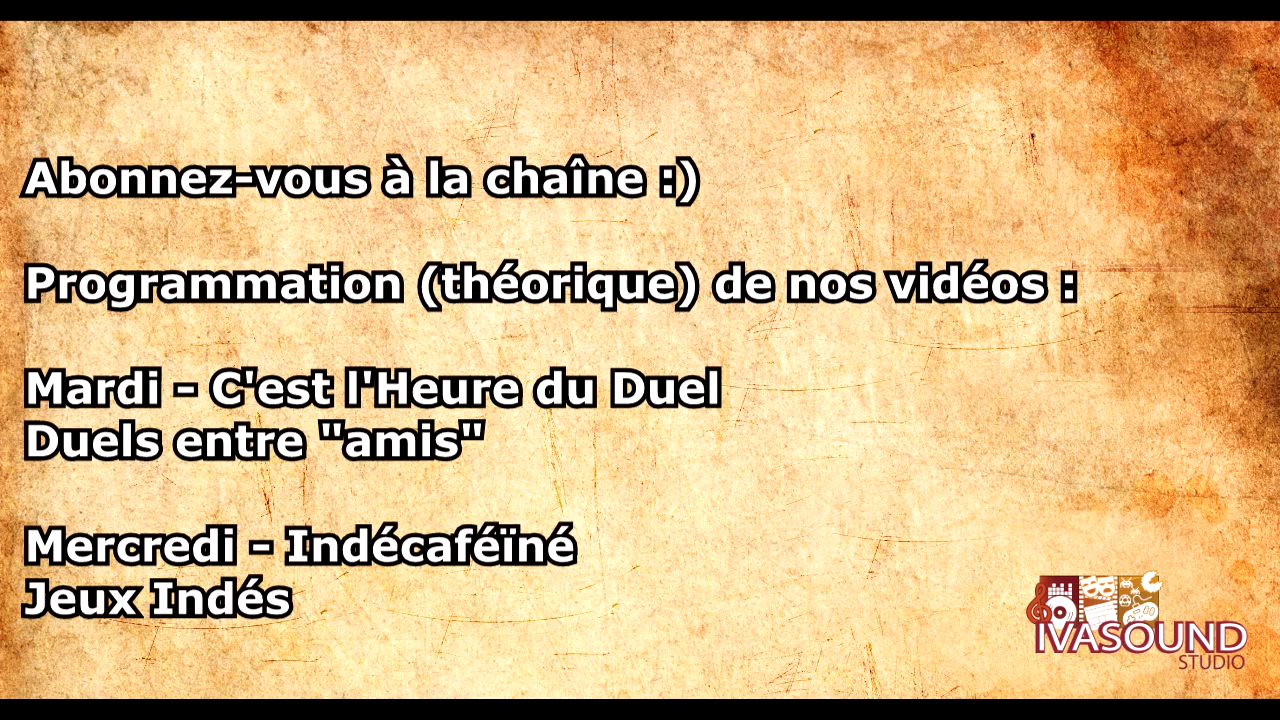 Abonnez-vous à la chaîne :)
Programmation (théorique) de nos vidéos :
Mardi - C'est l'Heure du Duel
Duels entre "amis"
Mercredi - Indécaféïné
Jeux Indés
IVASOUND
STUDIO